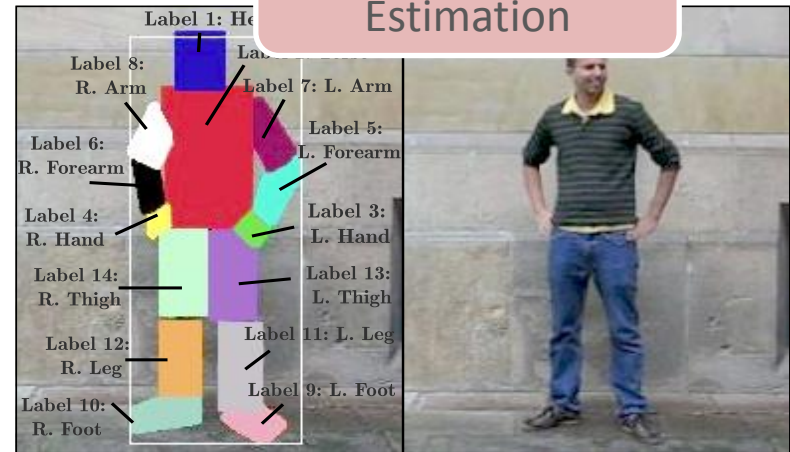 Estimation
Label 1:
Label 8:
R. Arm
Label 7: L. Arm
Label 5:
L. Forearm
Label 6:
R. Forearm
Label 4:
R. Hand
Label 3:
L. Hand
Label 14:
R. Thigh
Label 13:
L. Thigh
Label 11: L. Leg
Label 12:
R. Leg
Label 9: L. Foot
Label 10:
R. Foot